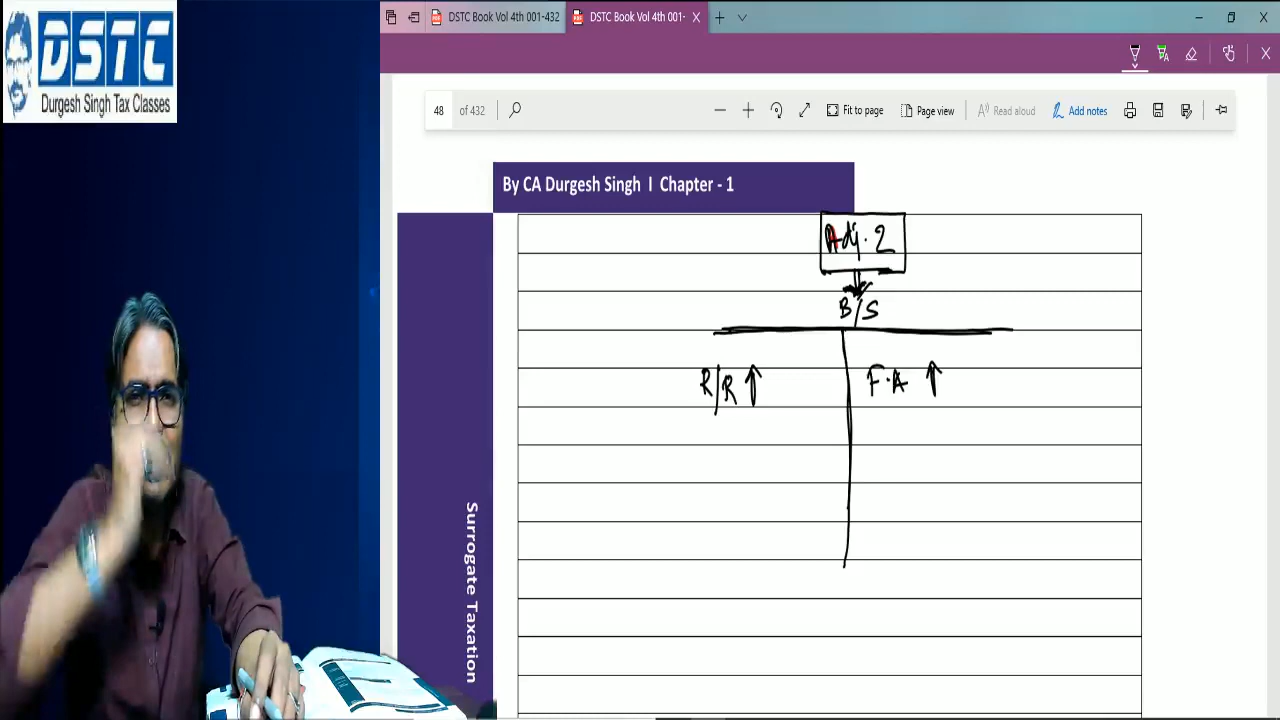 DSTC
Durgesh Singh Tax Classes
DSTC Book Vol 4th 001-432
DSTC Book Vol 4th 001-
48 of 432
Fit to page
Page view
Read aloud
Add notes
By CA Durgesh Singh I Chapter - 1
Adj. 2
B/S
R/R ↑
F.A ↑
Surrogate Taxation